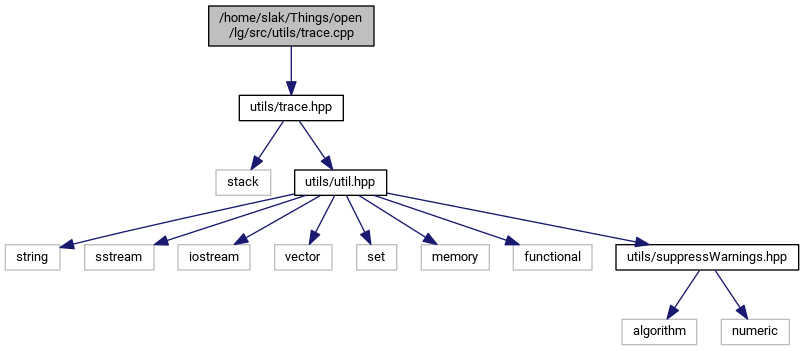 /home/slak/Things/open
/lg/src/utils/trace.cpp
utils/trace.hpp
stack
utils/util.hpp
string
sstream
iostream
vector
set
memory
functional
utils/suppressWarnings.hpp
algorithm
numeric